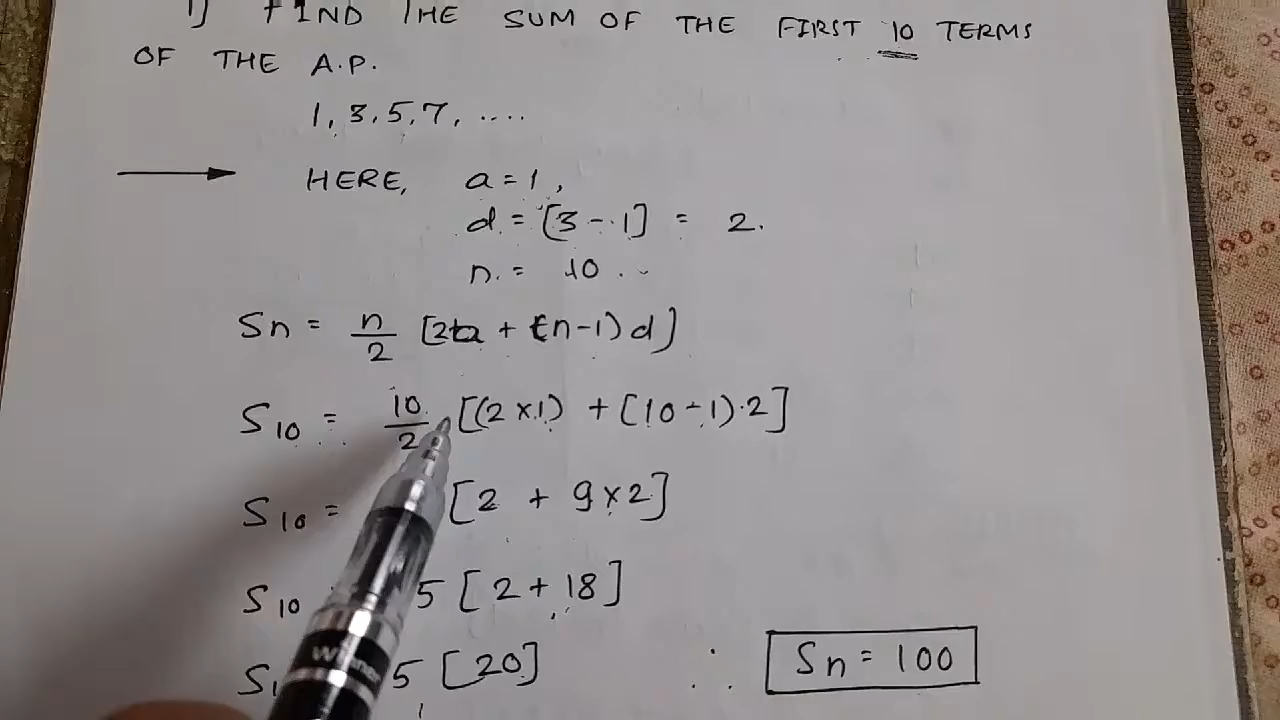 1] FIND THE SUM OF THE FIRST 10 TERMS
OF THE A.P.
1, 3, 5, 7, ....
HERE, a = 1,
d = [3 - 1] = 2.
n = 10 ..
Sn = n/2 [2a + (n-1) d]
S10 = 10/2 [(2 × 1) + [10 - 1) . 2]
S10 = [2 + 9 × 2]
S10 5 [2 + 18]
5 [20] ∴ Sn = 100